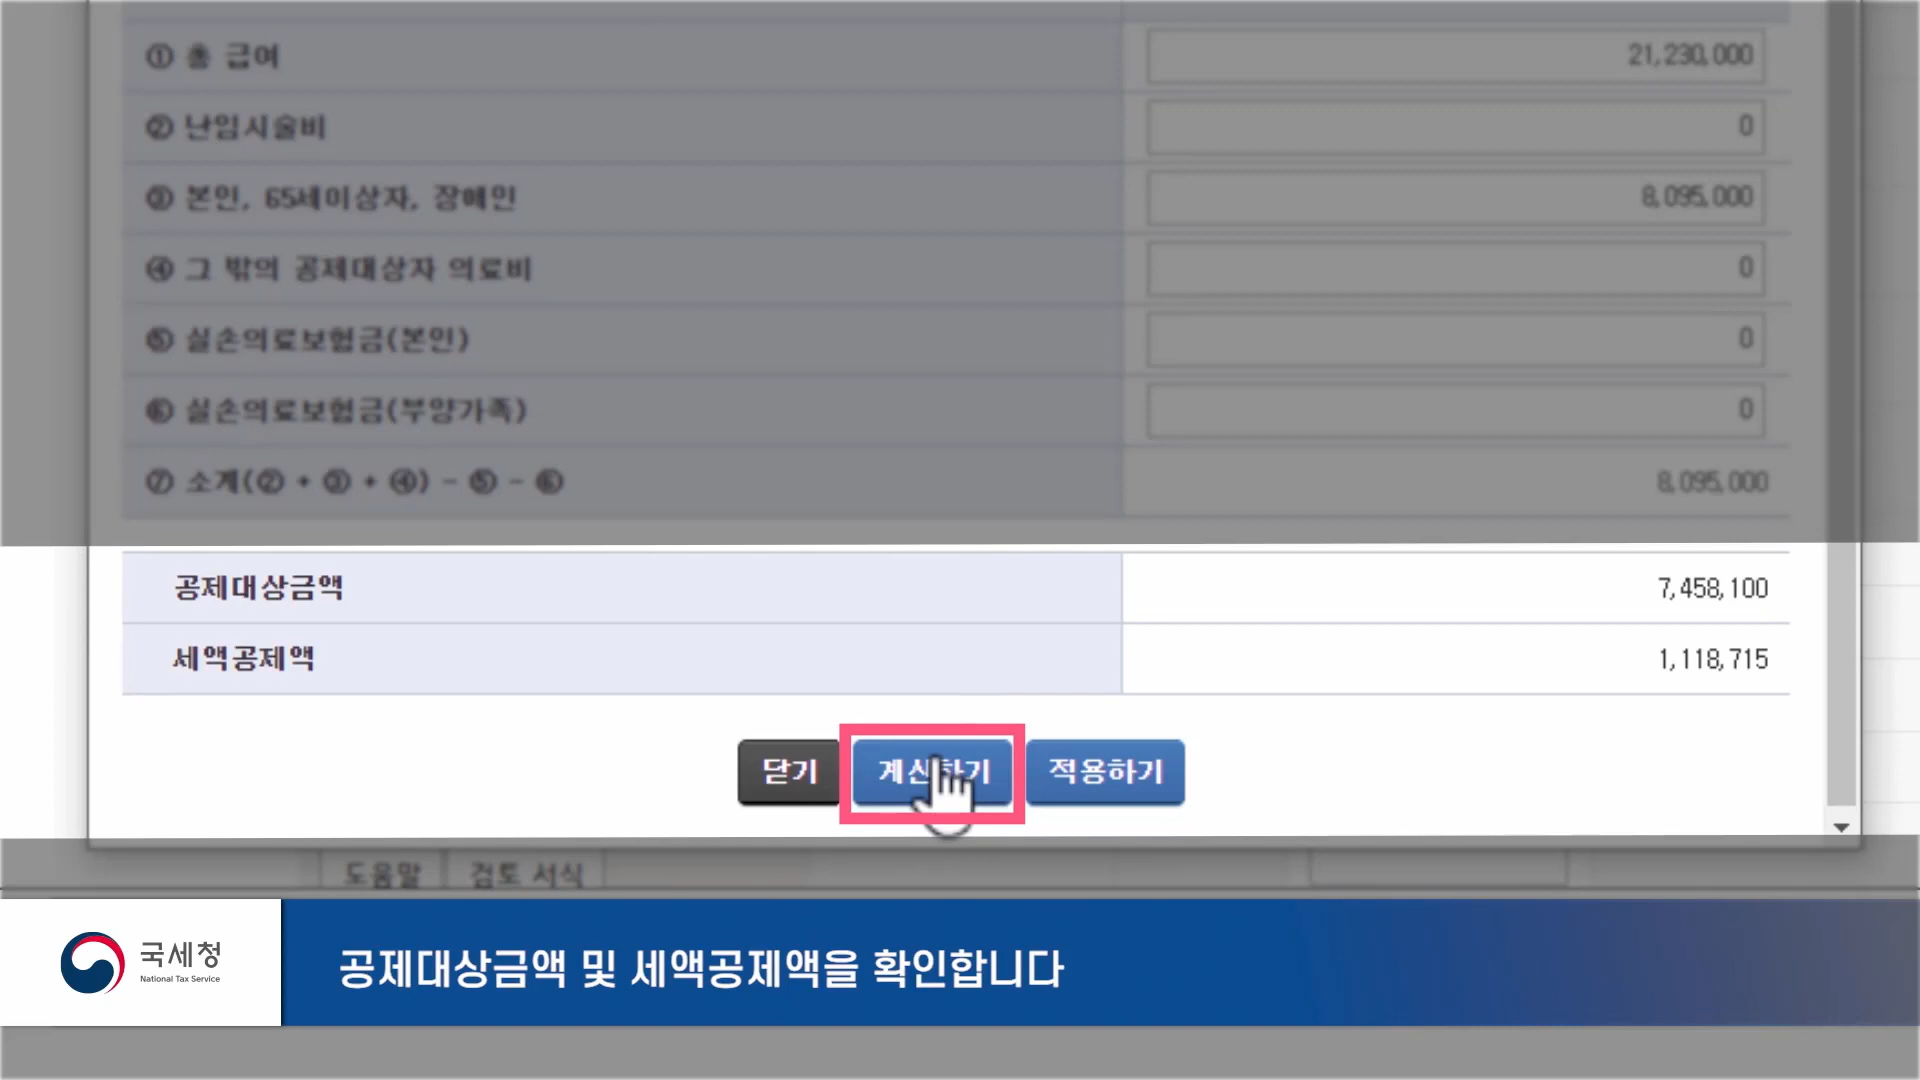 ① 총 급여 21,230,000
② 난임시술비 0
③ 본인, 65세이상자, 장애인 8,095,000
④ 그 밖의 공제대상자 의료비 0
⑤ 실손의료보험금(본인) 0
⑥ 실손의료보험금(부양가족) 0
⑦ 소계(② + ③ + ④) - ⑤ - ⑥ 8,095,000
공제대상금액 7,458,100
세액공제액 1,118,715
닫기 계산하기 적용하기
도움말 검토 서식
국세청
National Tax Service
공제대상금액 및 세액공제액을 확인합니다